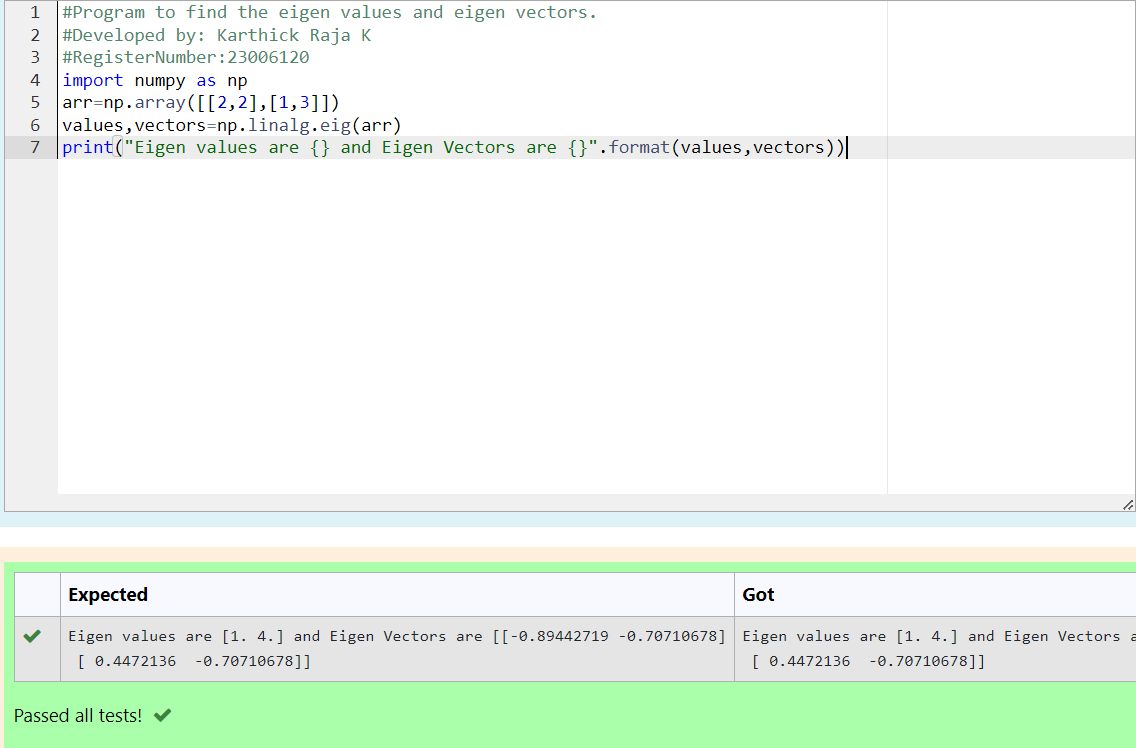 1 #Program to find the eigen values and eigen vectors.
2 #Developed by: Karthick Raja K
3 #RegisterNumber:23006120
4 import numpy as np
5 arr=np.array([[2,2],[1,3]])
6 values,vectors=np.linalg.eig(arr)
7 print("Eigen values are {} and Eigen Vectors are {}".format(values,vectors))
Expected Got
Eigen values are [1. 4.] and Eigen Vectors are [[-0.89442719 -0.70710678] Eigen values are [1. 4.] and Eigen Vectors a
[ 0.4472136  -0.70710678]] [ 0.4472136  -0.70710678]]
Passed all tests!